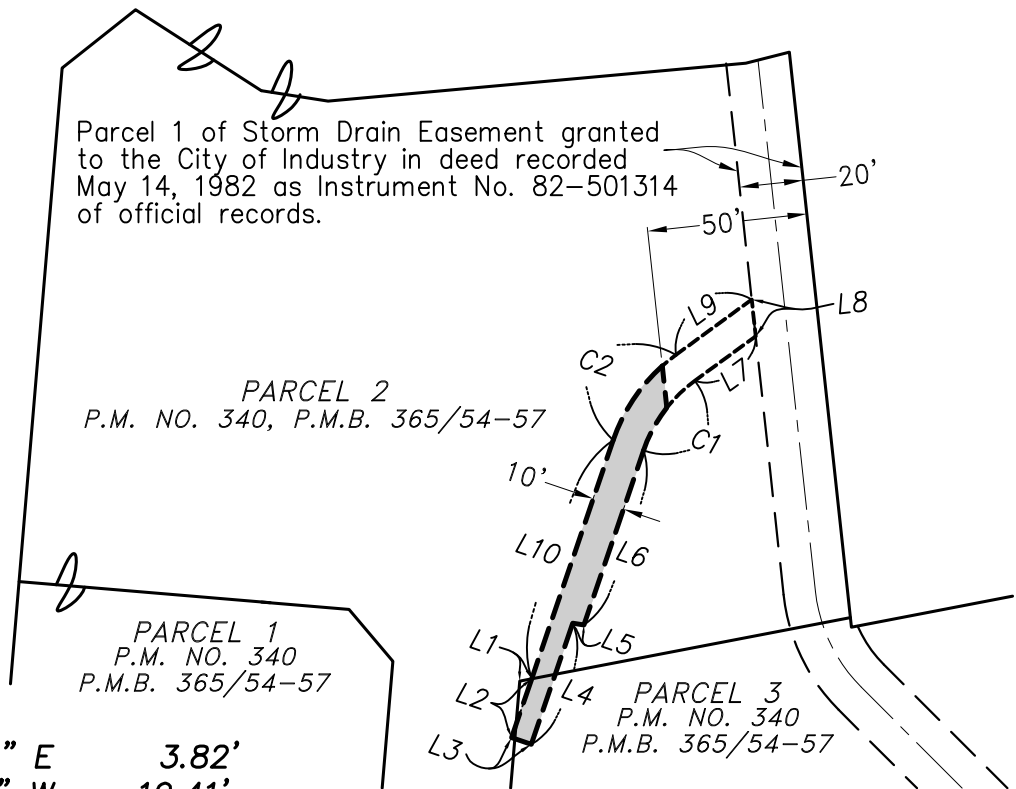 Parcel 1 of Storm Drain Easement granted
to the City of Industry in deed recorded
May 14, 1982 as Instrument No. 82-501314
of official records.
20'
50'
L9
L8
C2
L7
PARCEL 2
P.M. NO. 340, P.M.B. 365/54-57
C1
10'
L10
L6
PARCEL 1
P.M. NO. 340
P.M.B. 365/54-57
L1
L5
L2
L4
PARCEL 3
P.M. NO. 340
P.M.B. 365/54-57
L3
" E 3.82'
" W 10.41'